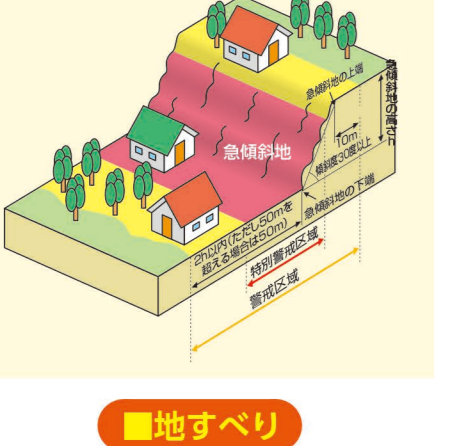 急傾斜地の上端
急傾斜地の高さh
10m
傾斜度30度以上
急傾斜地
急傾斜地の下端
2h以内(ただし50mを
超える場合は50m)
特別警戒区域
警戒区域
■地すべり